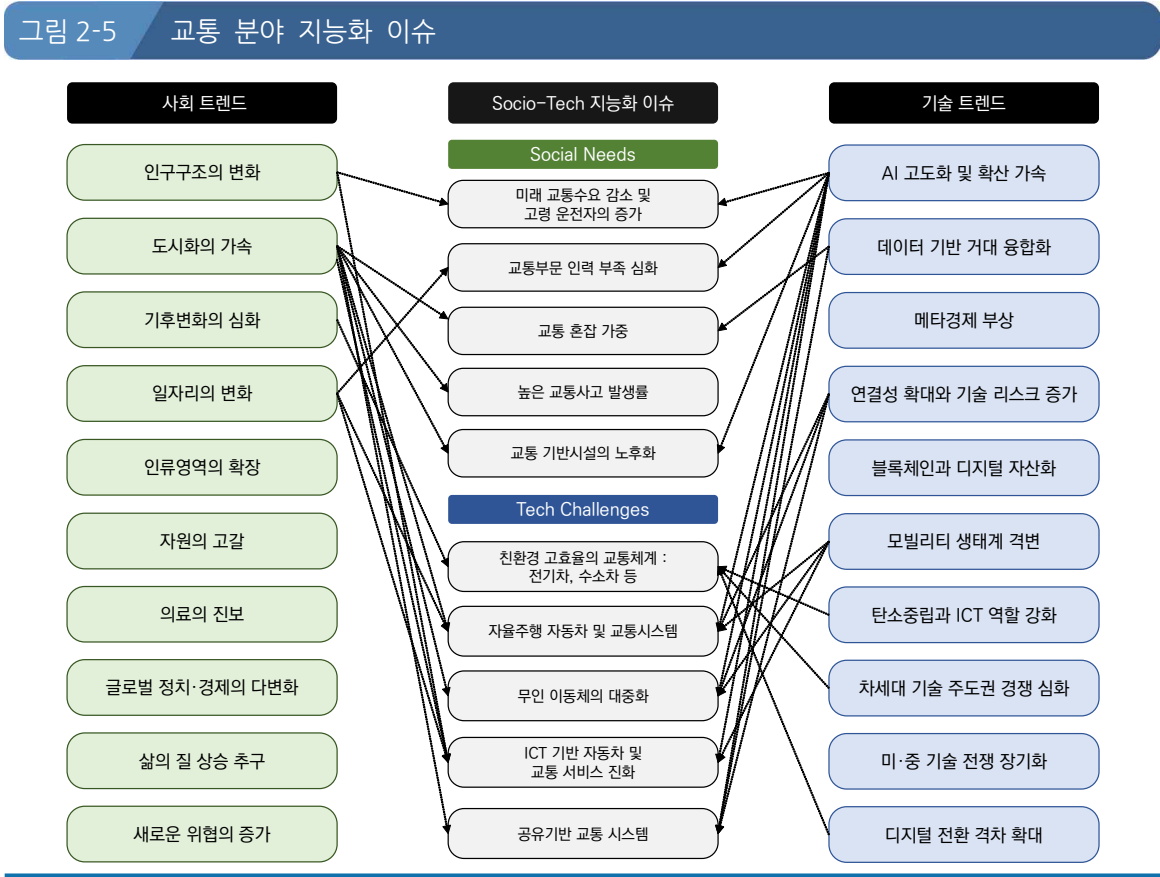 그림 2-5 교통 분야 지능화 이슈
사회 트렌드
인구구조의 변화
도시화의 가속
기후변화의 심화
일자리의 변화
인류영역의 확장
자원의 고갈
의료의 진보
글로벌 정치·경제의 다변화
삶의 질 상승 추구
새로운 위협의 증가
Socio-Tech 지능화 이슈
Social Needs
미래 교통수요 감소 및
고령 운전자의 증가
교통부문 인력 부족 심화
교통 혼잡 가중
높은 교통사고 발생률
교통 기반시설의 노후화
Tech Challenges
친환경 고효율의 교통체계 :
전기차, 수소차 등
자율주행 자동차 및 교통시스템
무인 이동체의 대중화
ICT 기반 자동차 및
교통 서비스 진화
공유기반 교통 시스템
기술 트렌드
AI 고도화 및 확산 가속
데이터 기반 거대 융합화
메타경제 부상
연결성 확대와 기술 리스크 증가
블록체인과 디지털 자산화
모빌리티 생태계 격변
탄소중립과 ICT 역할 강화
차세대 기술 주도권 경쟁 심화
미·중 기술 전쟁 장기화
디지털 전환 격차 확대